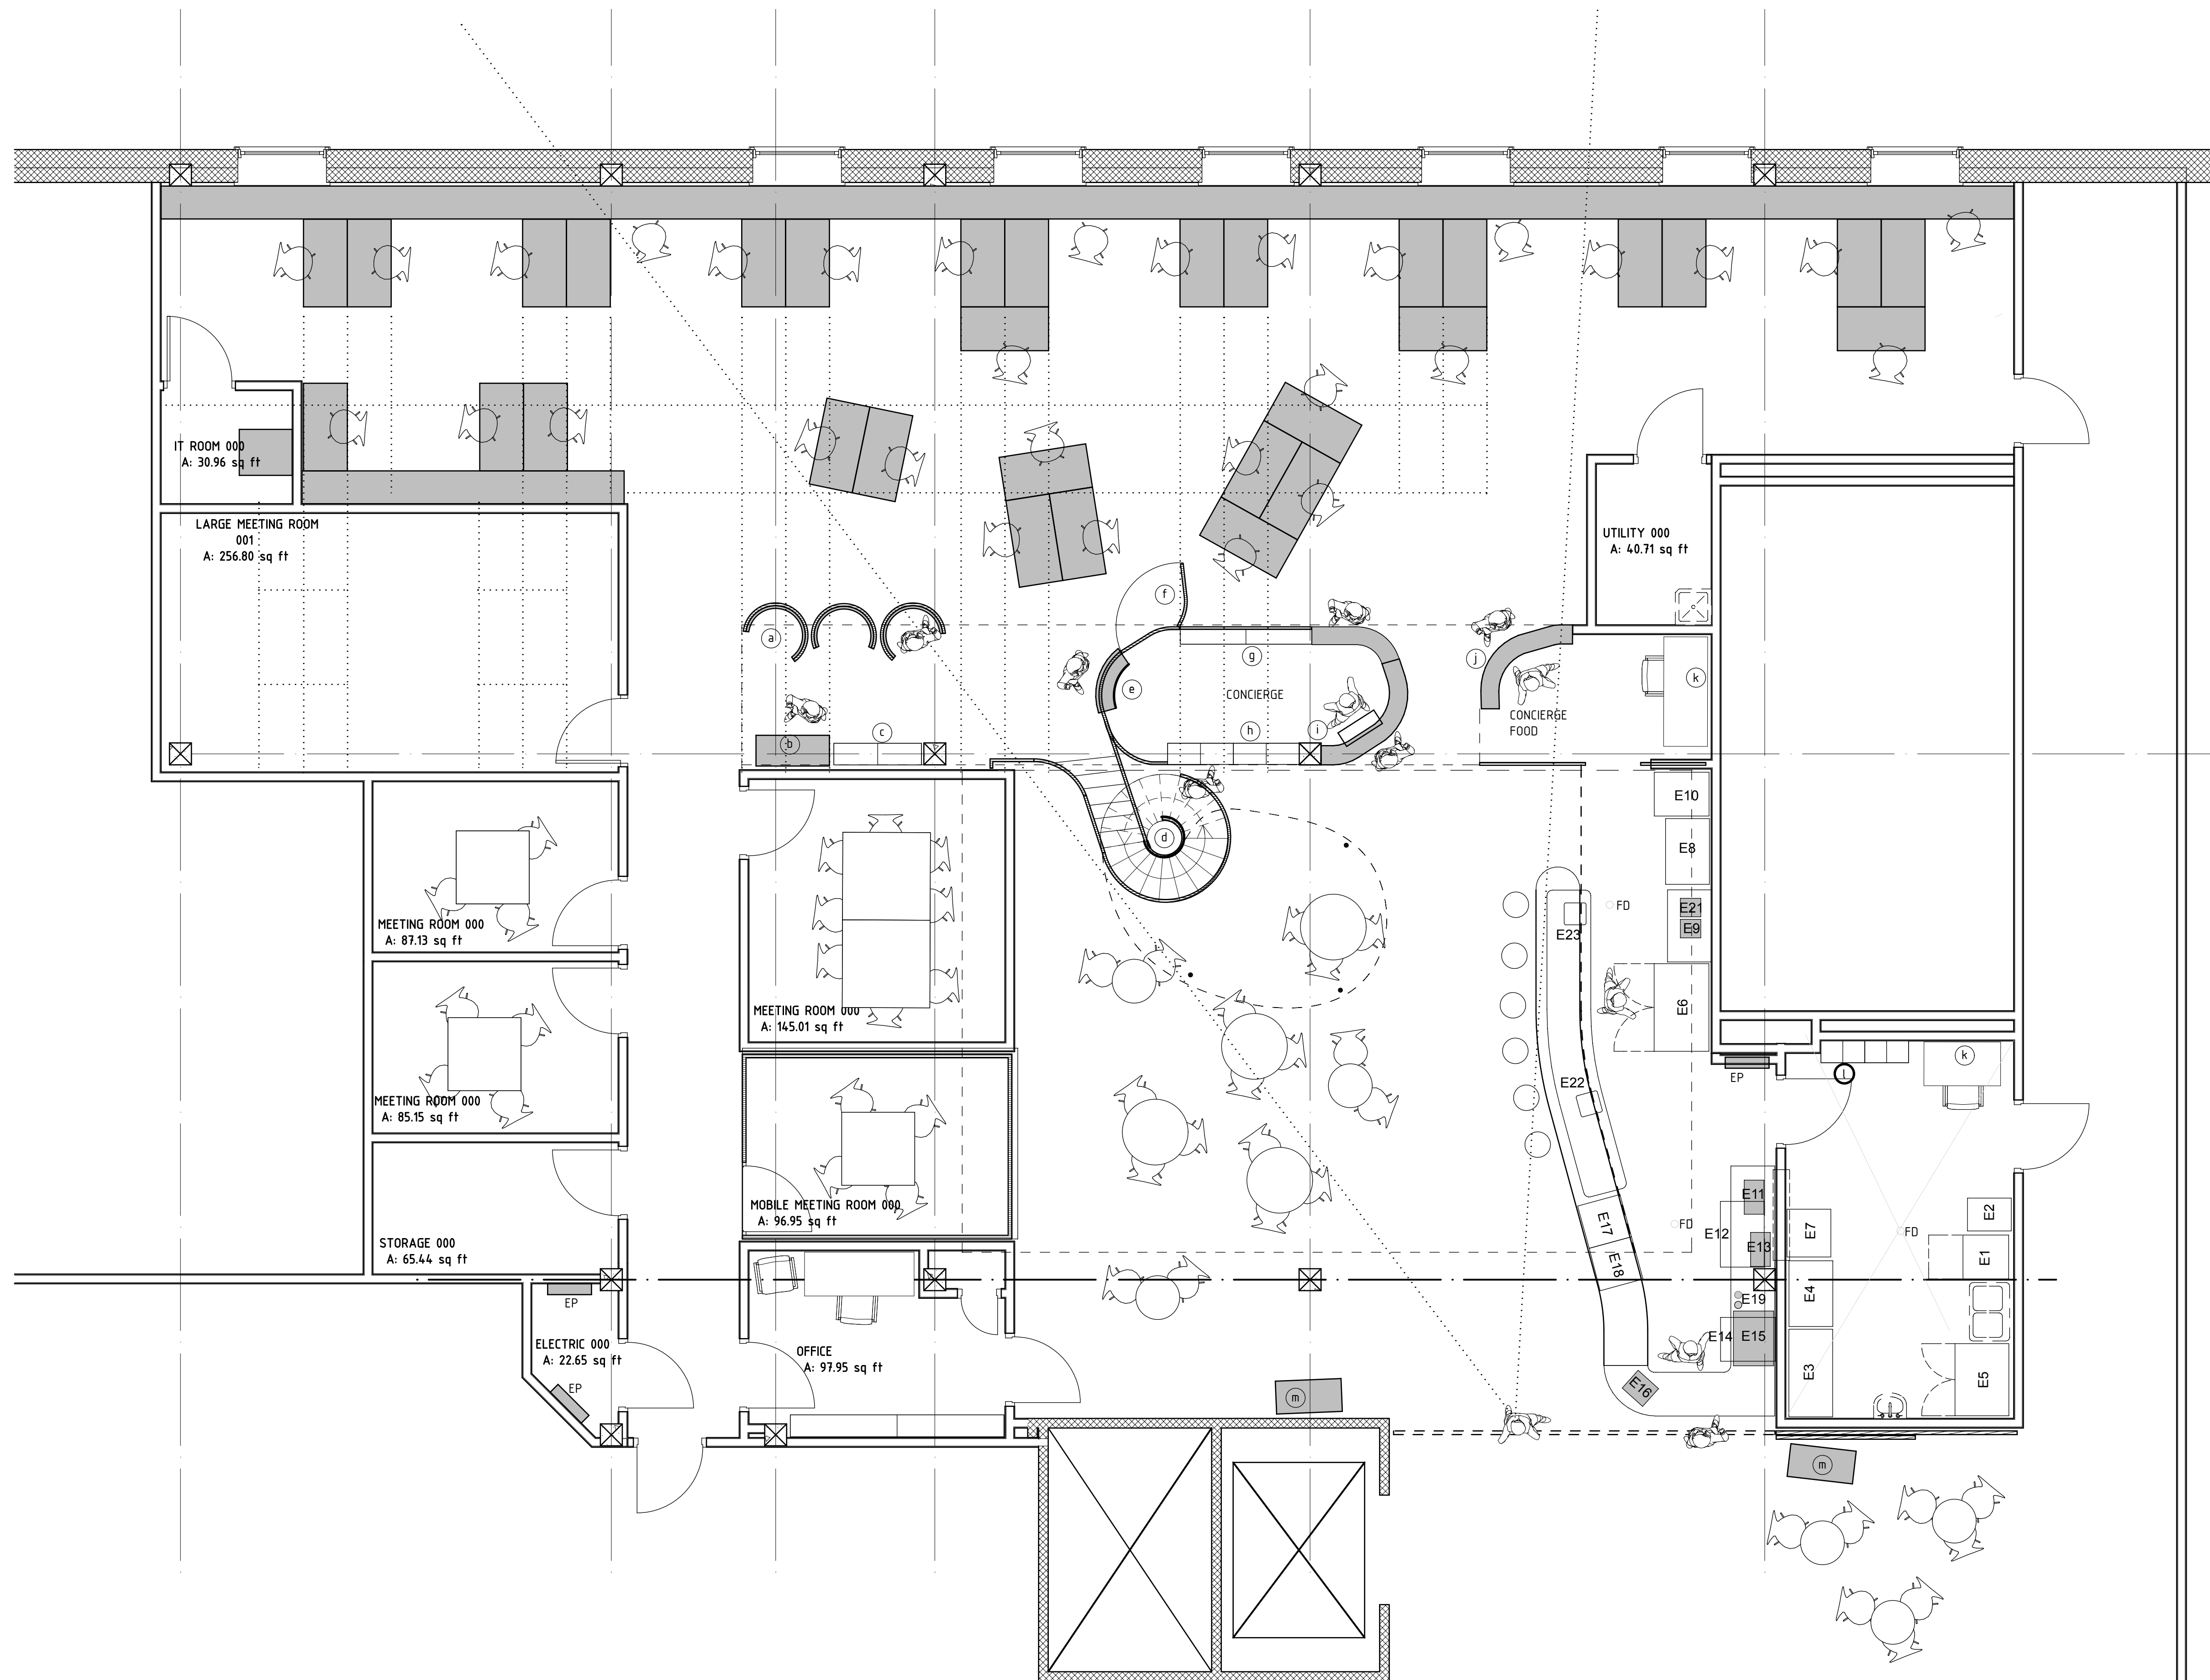 IT ROOM 000
A: 30.96 sq ft
LARGE MEETING ROOM
001
A: 256.80 sq ft
UTILITY 000
A: 40.71 sq ft
f
a
g
j
e
k
CONCIERGE
CONCIERGE
FOOD
b
c
h
i
d
E10
E8
E21
E9
FD
E23
E6
MEETING ROOM 000
A: 87.13 sq ft
MEETING ROOM 000
A: 145.01 sq ft
k
l
EP
E22
MEETING ROOM 000
A: 85.15 sq ft
MOBILE MEETING ROOM 000
A: 96.95 sq ft
E11
E2
E7
E17
FD
E12
FD
E13
E1
STORAGE 000
A: 65.44 sq ft
E18
EP
E19
E4
ELECTRIC 000
A: 22.65 sq ft
OFFICE
A: 97.95 sq ft
E14
E15
E3
E5
EP
m
E16
m